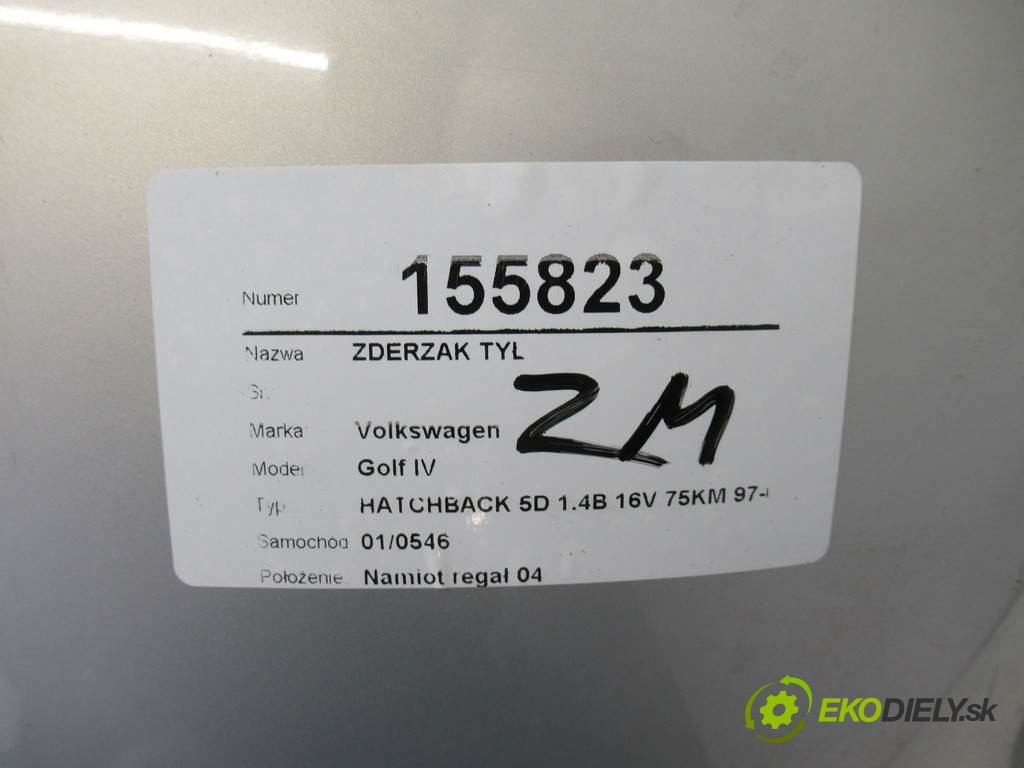 Numer 155823
Nazwa ZDERZAK TYŁ
ZM
Marka Volkswagen
Model Golf IV
Typ HATCHBACK 5D 1.4B 16V 75KM 97-
Samochód 01/0546
Położenie Namiot regał 04
EKODIELY.sk